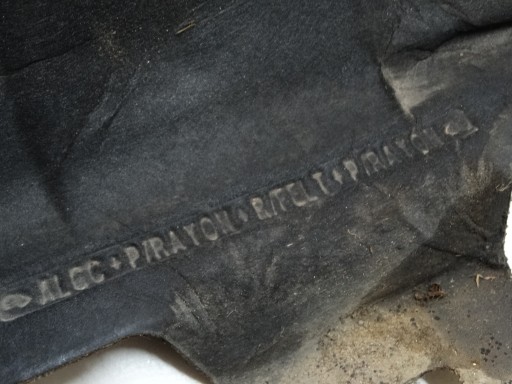 ALCC + P/RAYON + R/FELT + P/RAYON